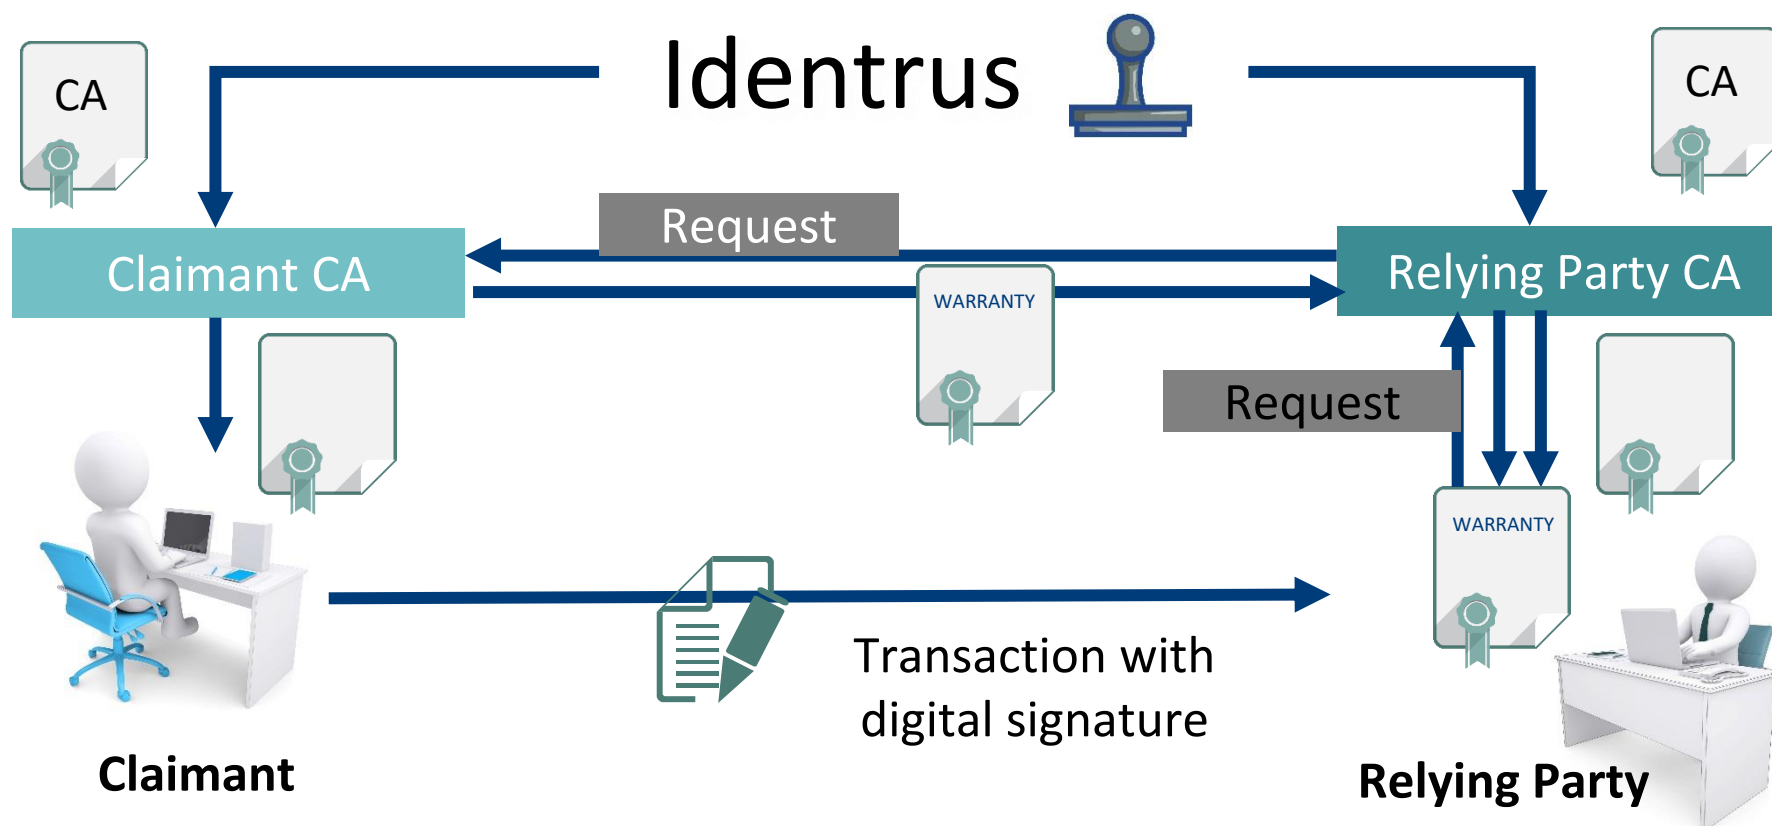 Identrus
CA
CA
Request
Claimant CA
Relying Party CA
WARRANTY
Request
WARRANTY
Transaction with
digital signature
Claimant
Relying Party